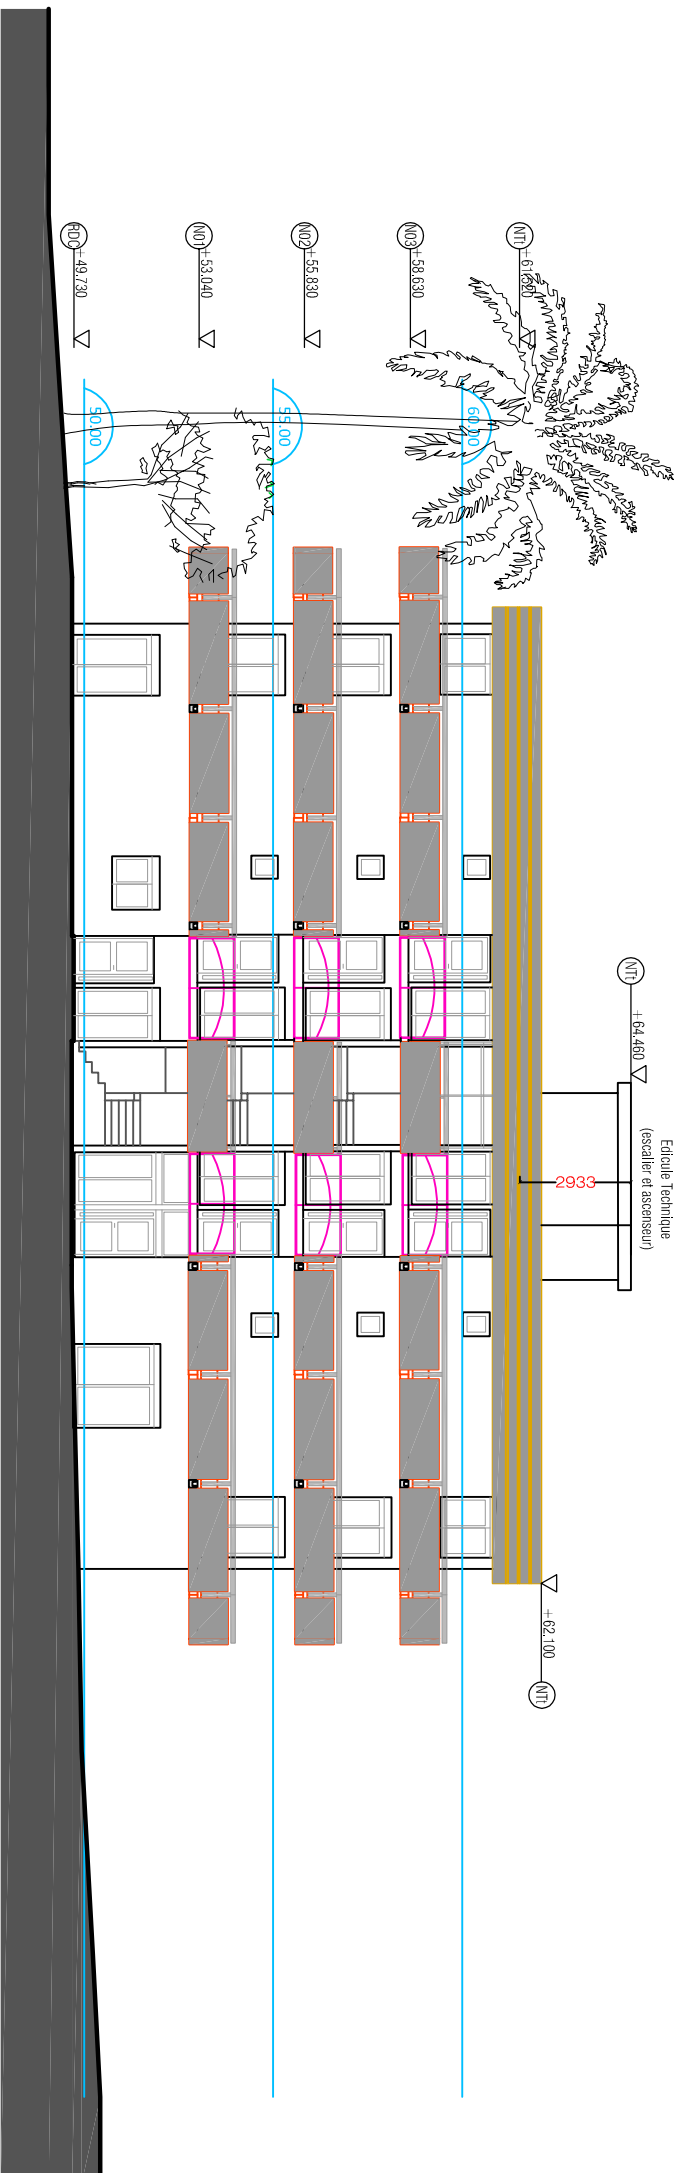 NTt +61.520
N03 +58.630
N02 +55.830
N01 +53.040
RDC +49.730
60.00
55.00
50.00
NTt +64.460
Edicule Technique
(escalier et ascenseur)
2933
+62.100 NTt